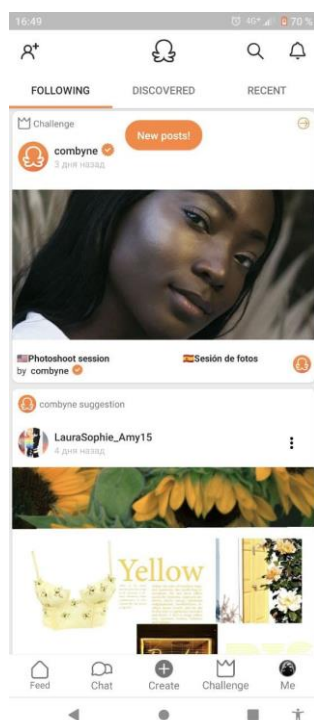 16:49 4G+ 70 %
FOLLOWING DISCOVERED RECENT
Challenge
New posts!
combyne
3 дня назад
🇺🇸Photoshoot session 🇪🇸Sesión de fotos
by combyne
combyne suggestion
LauraSophie_Amy15
4 дня назад
Yellow
Feed Chat Create Challenge Me